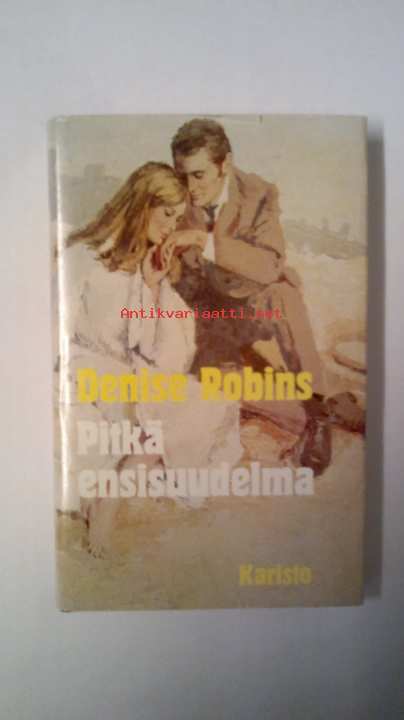 Antikvariaatti.net
Denise Robins
Pitkä
ensisuudelma
Karisto